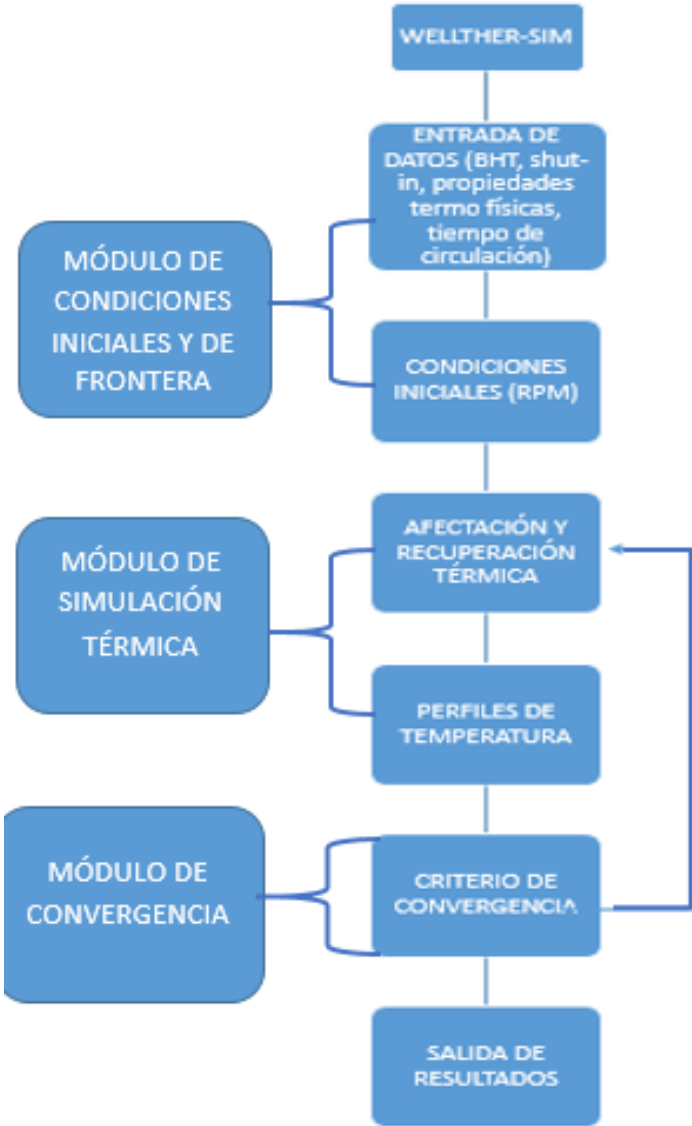 WELLTHER-SIM
ENTRADA DE
DATOS (BHT, shut-
in, propiedades
termo físicas,
tiempo de
circulación)
MÓDULO DE
CONDICIONES
INICIALES Y DE
FRONTERA
CONDICIONES
INICIALES (RPM)
AFECTACIÓN Y
RECUPERACIÓN
TÉRMICA
MÓDULO DE
SIMULACIÓN
TÉRMICA
PERFILES DE
TEMPERATURA
MÓDULO DE
CONVERGENCIA
CRITERIO DE
CONVERGENCIA
SALIDA DE
RESULTADOS